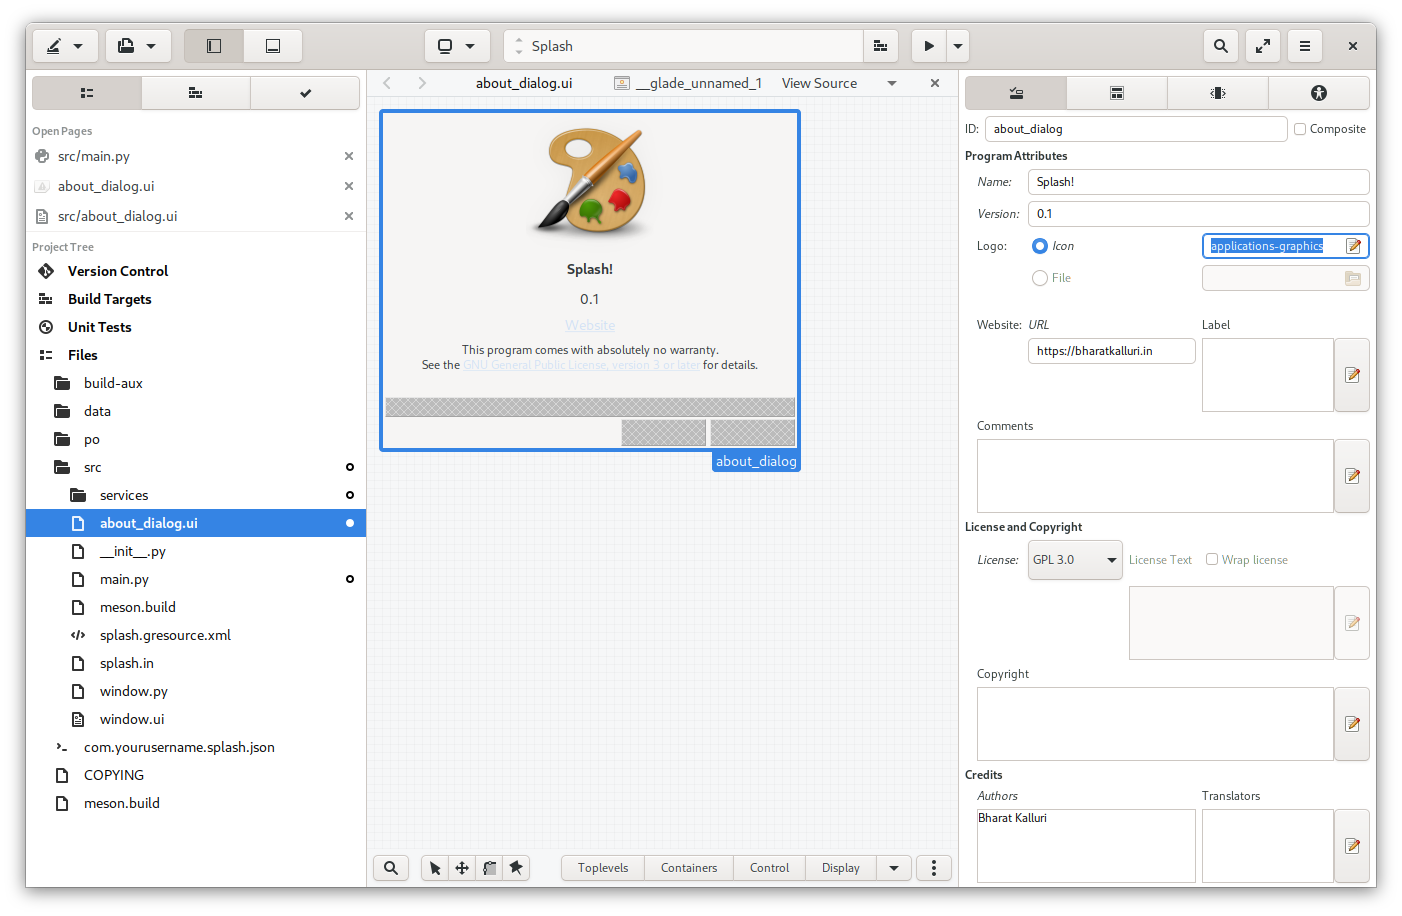 Splash
about_dialog.ui
__glade_unnamed_1
View Source
Open Pages
src/main.py
about_dialog.ui
src/about_dialog.ui
Project Tree
Version Control
Build Targets
Unit Tests
Files
build-aux
data
po
src
services
about_dialog.ui
__init__.py
main.py
meson.build
splash.gresource.xml
splash.in
window.py
window.ui
com.yourusername.splash.json
COPYING
meson.build
Splash!
0.1
Website
This program comes with absolutely no warranty.
See the GNU General Public License, version 3 or later for details.
about_dialog
Toplevels
Containers
Control
Display
ID: about_dialog
Composite
Program Attributes
Name: Splash!
Version: 0.1
Logo: Icon applications-graphics
File
Website: URL Label
https://bharatkalluri.in
Comments
License and Copyright
License: GPL 3.0 License Text Wrap license
Copyright
Credits
Authors Translators
Bharat Kalluri